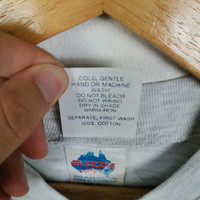 COLD, GENTLE
HAND OR MACHINE
WASH
DO NOT BLEACH
DO NOT WRING
DRY IN SHADE
WARM IRON
SEPARATE, FIRST WASH
100% COTTON